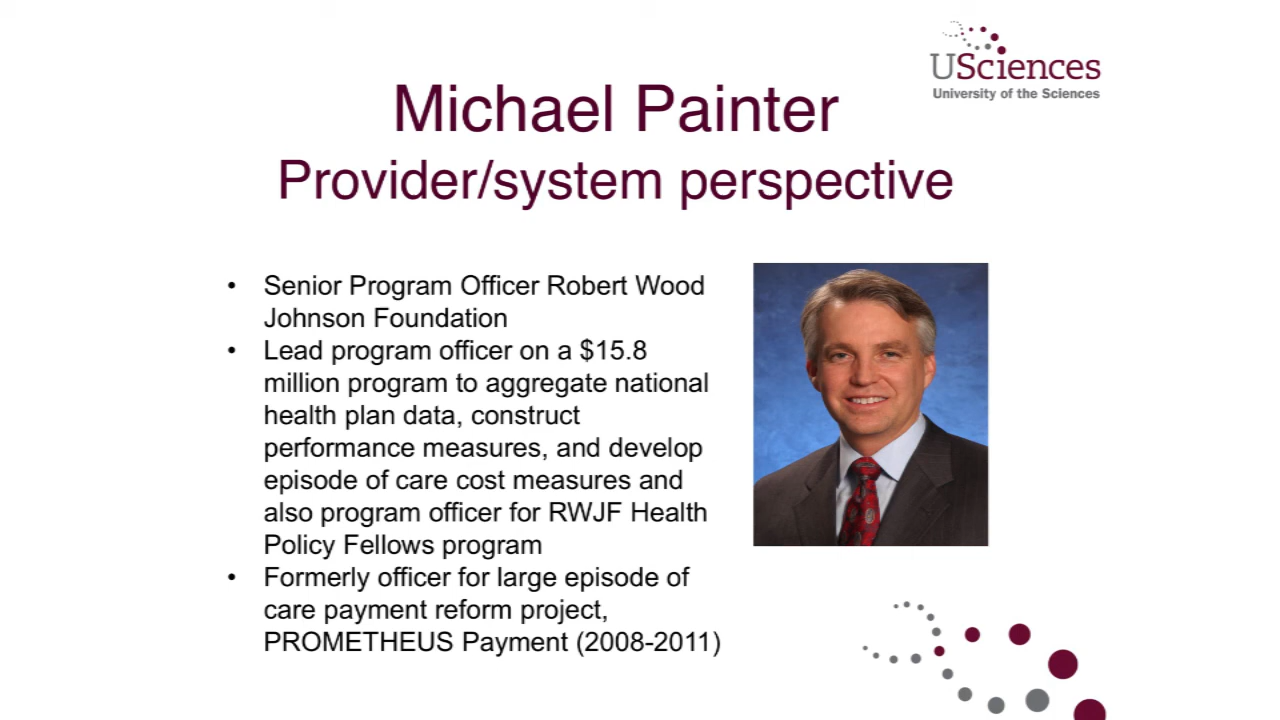 USciences
University of the Sciences
Michael Painter
Provider/system perspective
• Senior Program Officer Robert Wood
Johnson Foundation
• Lead program officer on a $15.8
million program to aggregate national
health plan data, construct
performance measures, and develop
episode of care cost measures and
also program officer for RWJF Health
Policy Fellows program
• Formerly officer for large episode of
care payment reform project,
PROMETHEUS Payment (2008-2011)